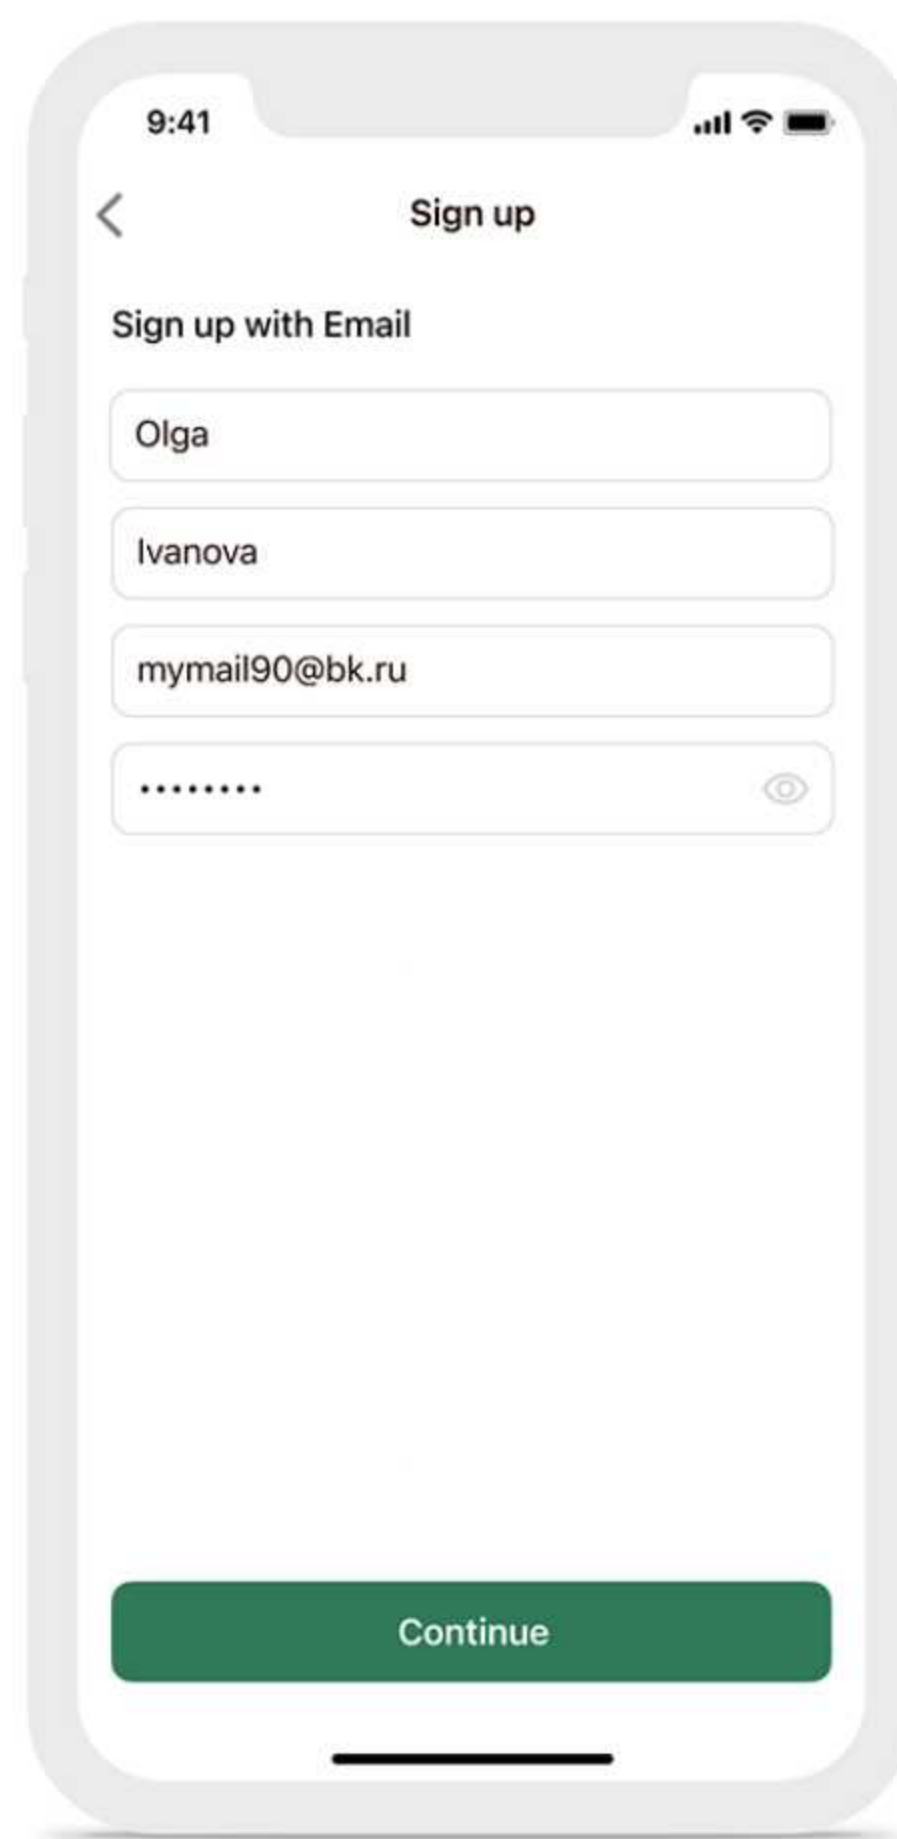 9:41
Sign up
Sign up with Email
Olga
Ivanova
mymail90@bk.ru
••••••••
Continue